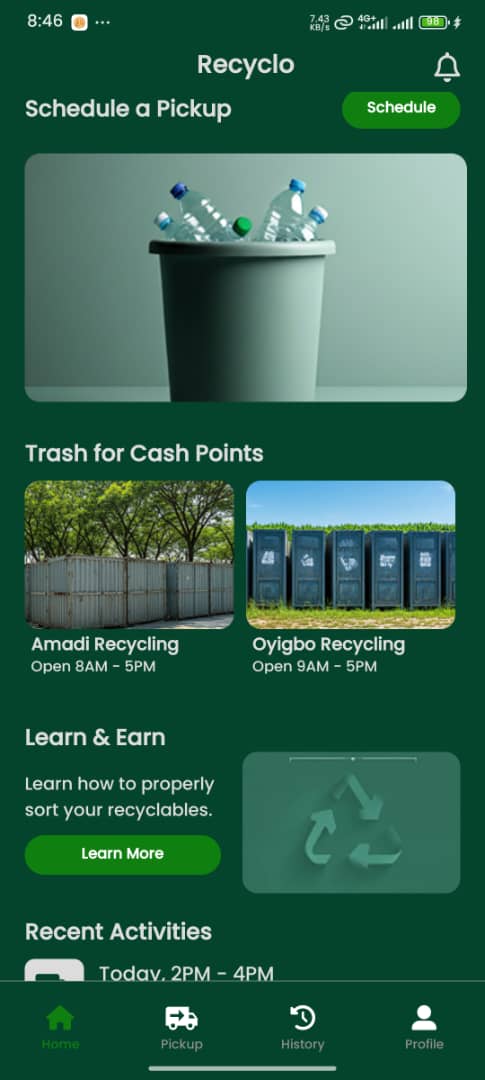 8:46
7.43
KB/s
4G+
98
Recyclo
Schedule a Pickup
Schedule
Trash for Cash Points
Amadi Recycling
Open 8AM - 5PM
Oyigbo Recycling
Open 9AM - 5PM
Learn & Earn
Learn how to properly
sort your recyclables.
Learn More
Recent Activities
Today, 2PM - 4PM
Home
Pickup
History
Profile